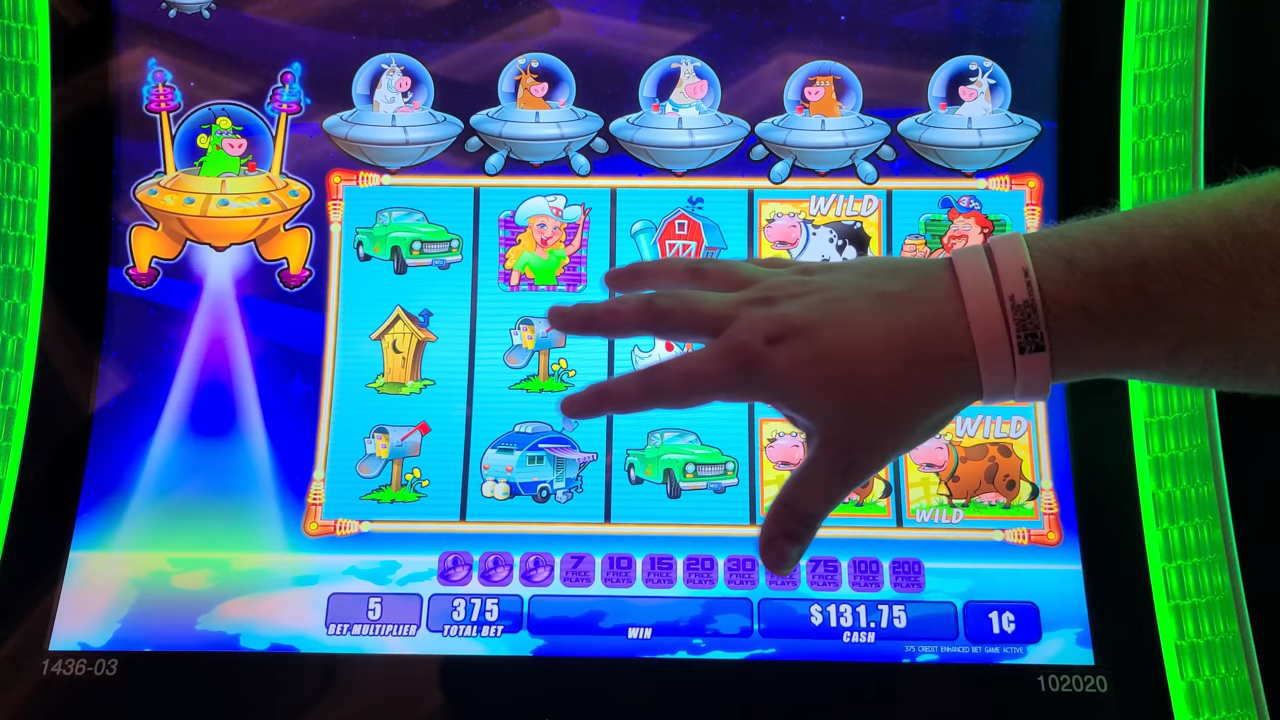 WILD
WILD
WILD
7 FREE PLAYS
10 FREE PLAYS
15 FREE PLAYS
20 FREE PLAYS
30 FREE PLAYS
FREE PLAYS
75 FREE PLAYS
100 FREE PLAYS
200 FREE PLAYS
5
BET MULTIPLIER
375
TOTAL BET
WIN
$131.75
CASH
1¢
375 CREDIT ENHANCED BET GAME ACTIVE
1436-03
102020